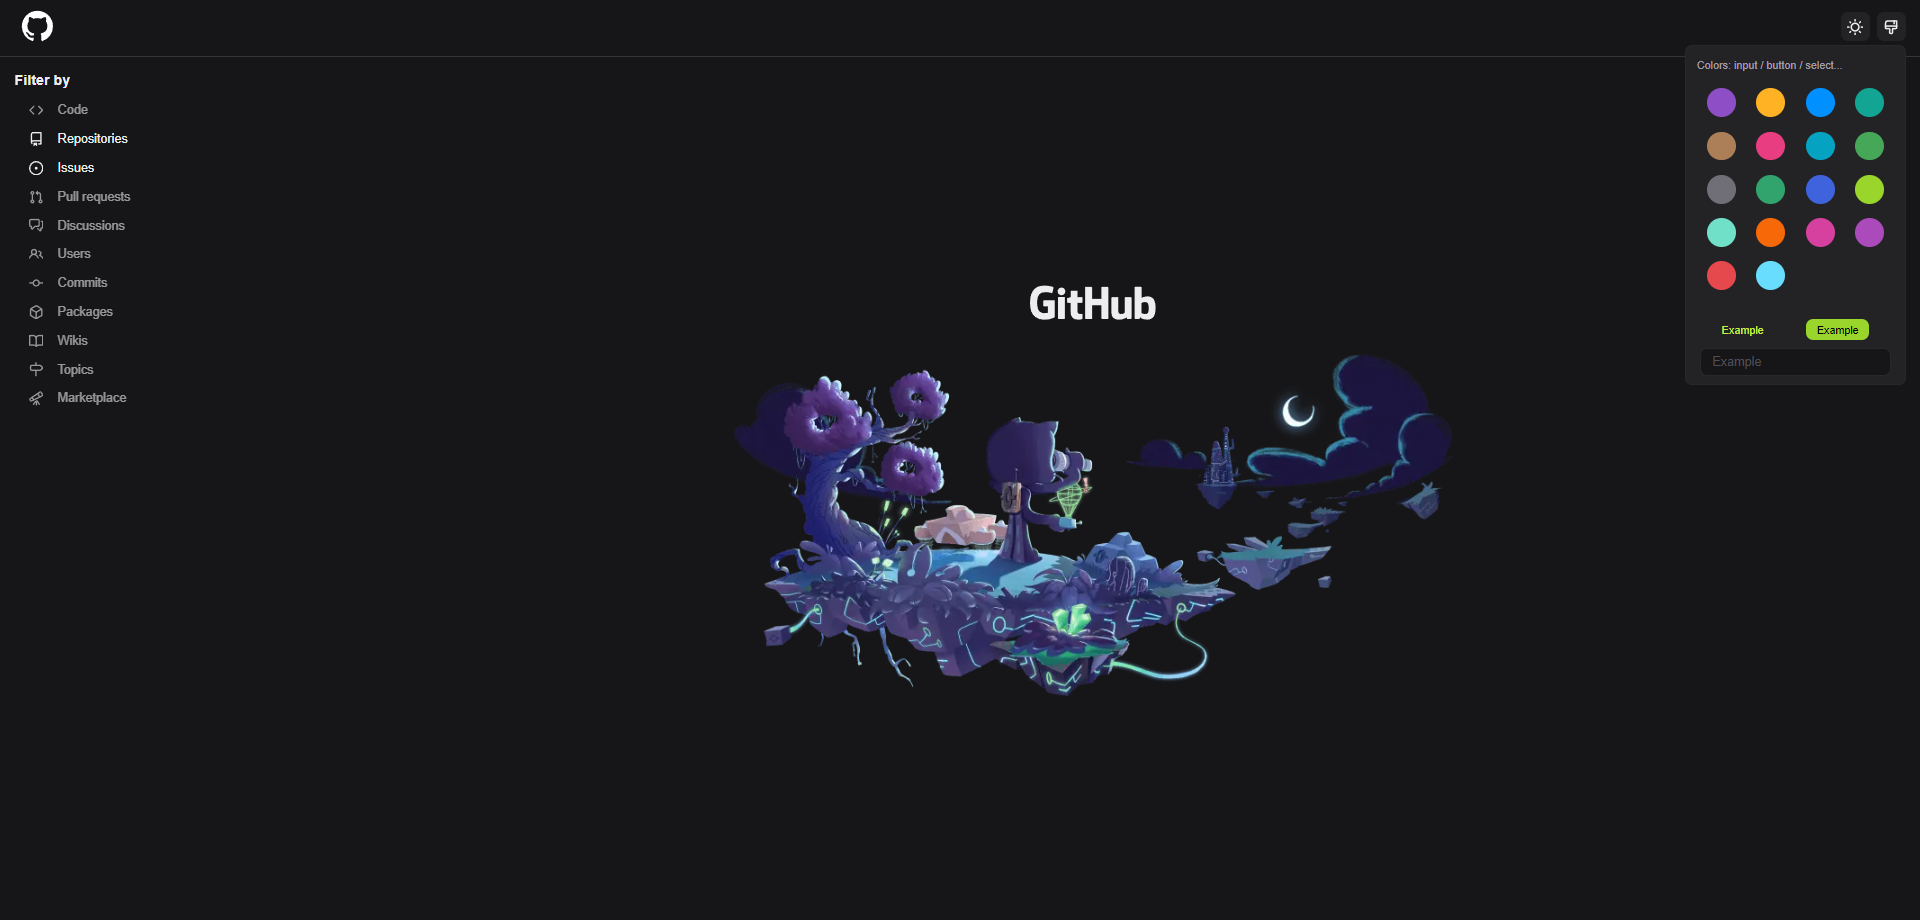 Filter by
Code
Repositories
Issues
Pull requests
Discussions
Users
Commits
Packages
Wikis
Topics
Marketplace
GitHub
Colors: input / button / select...
Example
Example
Example